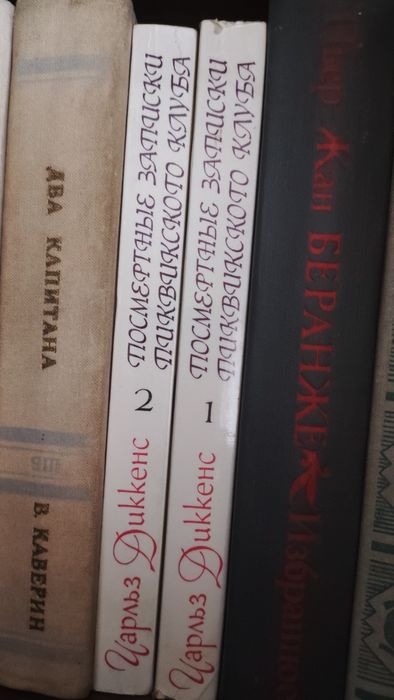 ДВА КАПИТАНА
ШБ
В. КАВЕРИН
ПОСМЕРТНЫЕ ЗАПИСКИ
ПИКВИКСКОГО КЛУБА
2
Чарльз Диккенс
ПОСМЕРТНЫЕ ЗАПИСКИ
ПИКВИКСКОГО КЛУБА
1
Чарльз Диккенс
Пьер Жан БЕРАНЖЕ Избранное